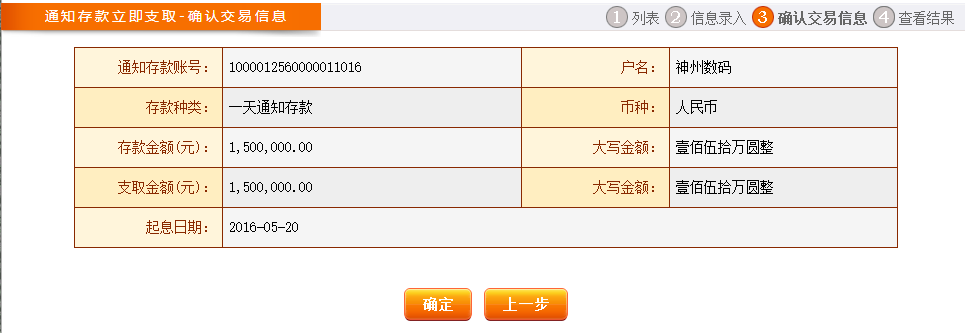 通知存款立即支取-确认交易信息
1 列表 2 信息录入 3 确认交易信息 4 查看结果
通知存款账号： 1000012560000011016 户名： 神州数码
存款种类： 一天通知存款 币种： 人民币
存款金额(元)： 1,500,000.00 大写金额： 壹佰伍拾万圆整
支取金额(元)： 1,500,000.00 大写金额： 壹佰伍拾万圆整
起息日期： 2016-05-20
确定 上一步